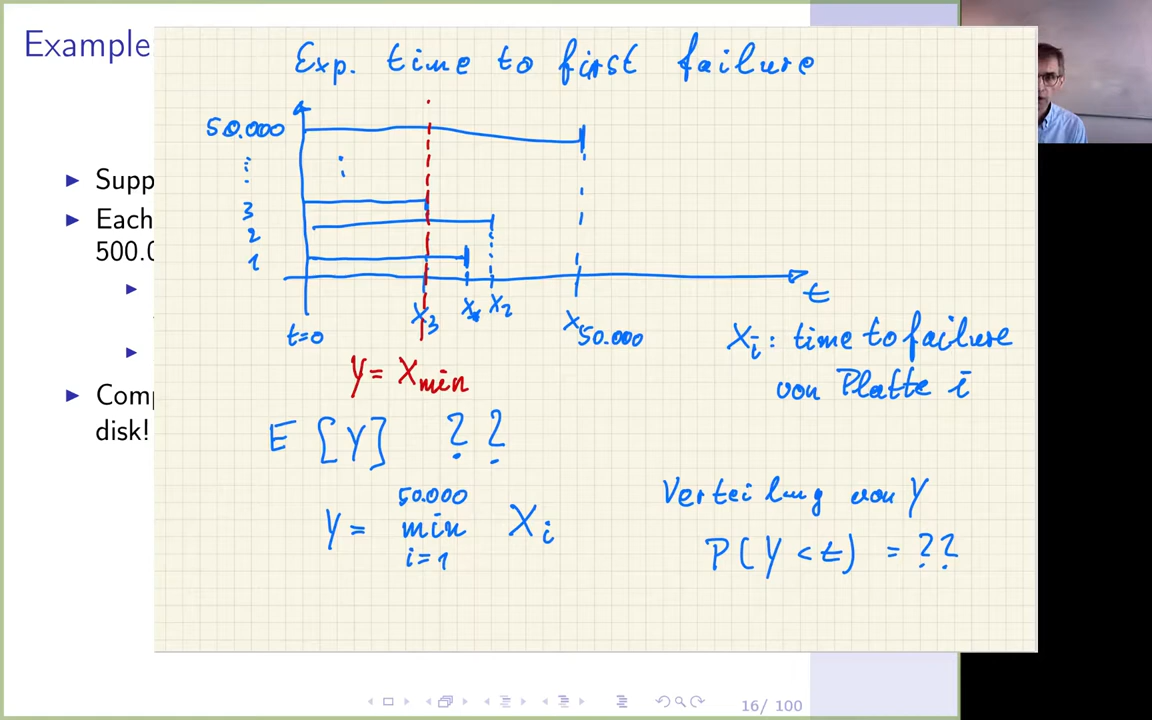 Example
Exp. time to first failure
50.000
3
2
1
X3 X1 X2 X50.000
t
t=0
Xi : time to failure
von Platte i
Y = Xmin
E [Y] ? ?
50.000
Y = min Xi
i=1
Verteilung von Y
P(Y < t) = ??
Supp
Each
500.0
Comp
disk!
16/ 100